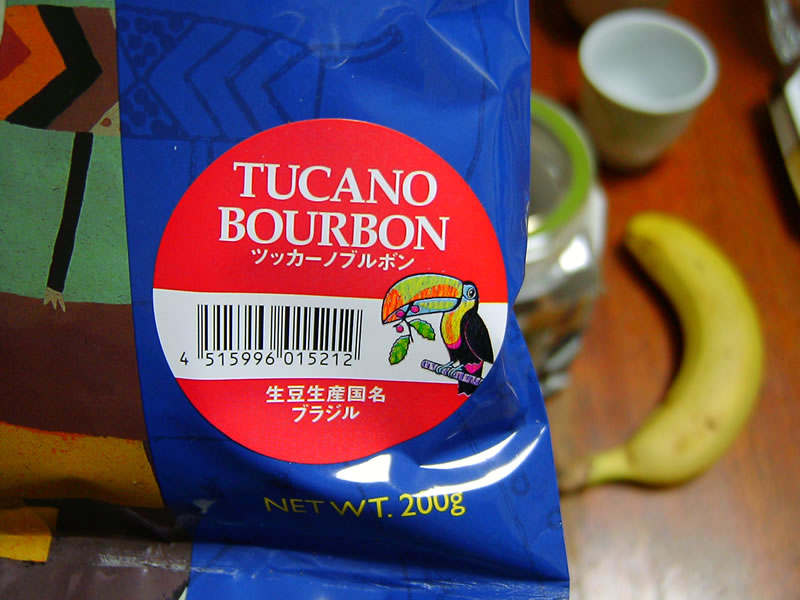 TUCANO
BOURBON
ツッカーノブルボン
4 515996 015212
生豆生産国名
ブラジル
NET WT. 200g